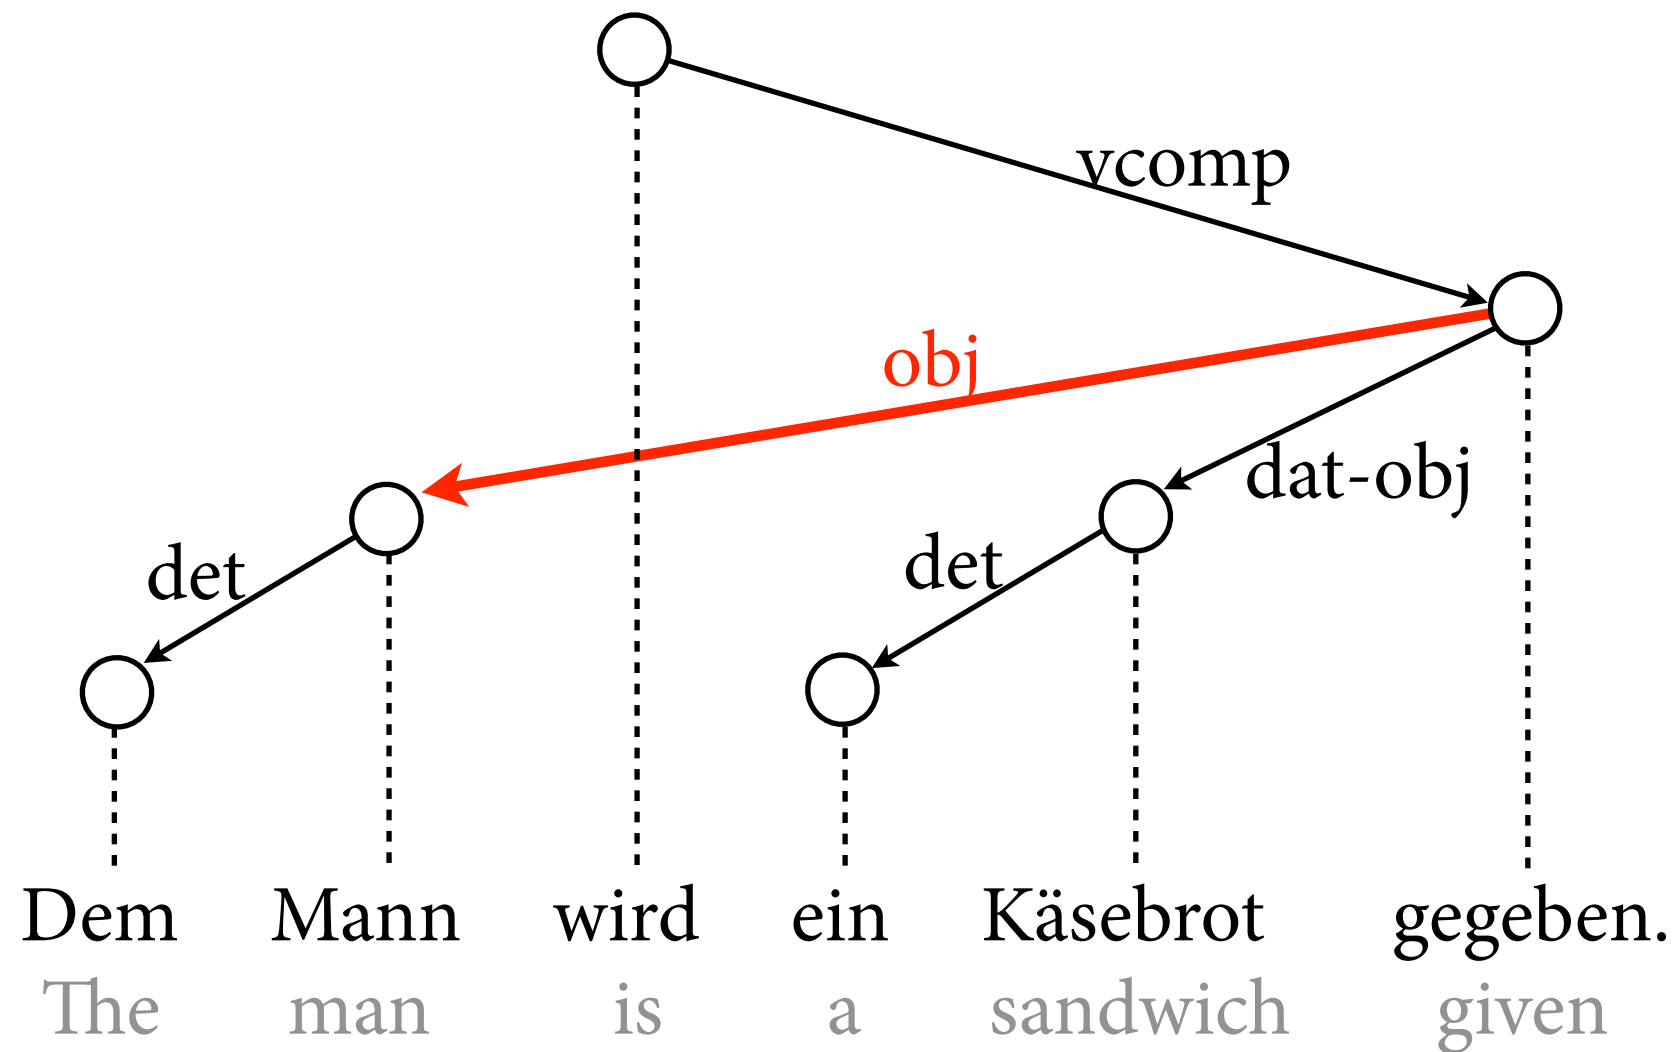 vcomp
obj
dat-obj
det
det
Dem Mann wird ein Käsebrot gegeben.
The man is a sandwich given